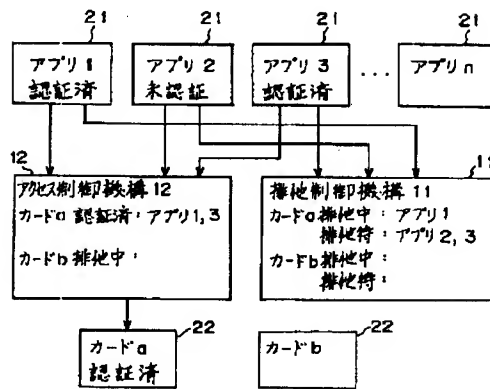 21
21
21
21
アプリ1
認証済
アプリ2
未認証
アプリ3
認証済
...
アプリn
12
アクセス制御機構12
カードa 認証済:アプリ1,3
カードb 排他中:
11
排他制御機構11
カードa 排他中:アプリ1
排他待:アプリ2,3
カードb 排他中:
排他待:
22
カードa
認証済
22
カードb